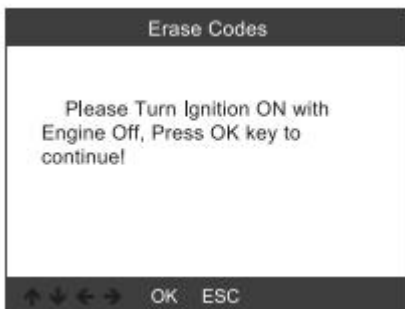 Erase Codes
Please Turn Ignition ON with
Engine Off, Press OK key to
continue!
OK ESC